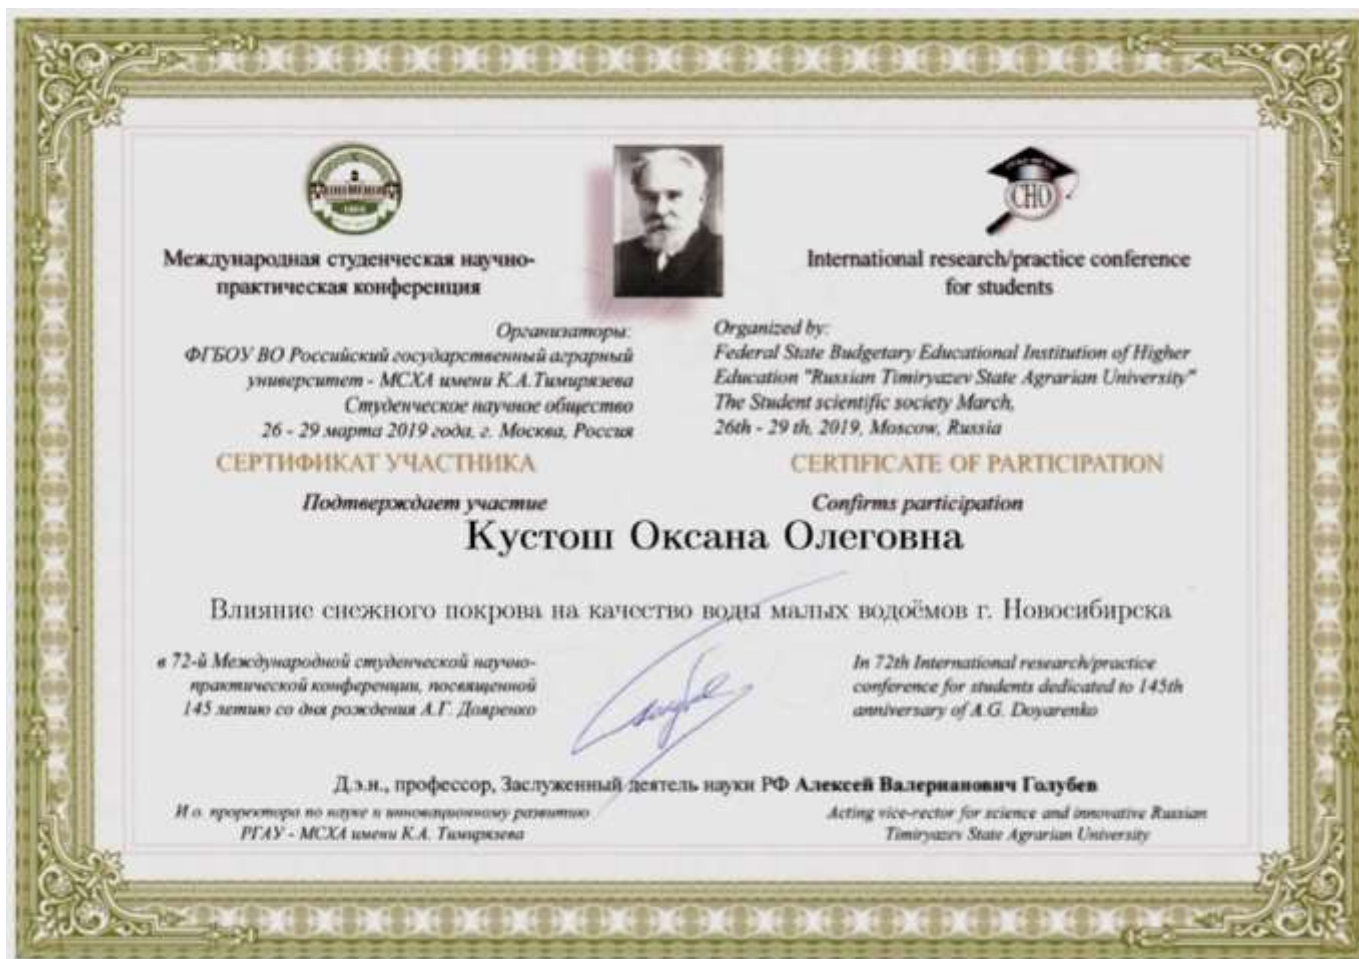 Международная студенческая научно-
практическая конференция
International research/practice conference
for students
СНО
Организаторы:
ФГБОУ ВО Российский государственный аграрный
университет - МСХА имени К.А.Тимирязева
Студенческое научное общество
26 - 29 марта 2019 года, г. Москва, Россия
Organized by:
Federal State Budgetary Educational Institution of Higher
Education "Russian Timiryazev State Agrarian University"
The Student scientific society March,
26th - 29 th, 2019, Moscow, Russia
СЕРТИФИКАТ УЧАСТНИКА
CERTIFICATE OF PARTICIPATION
Подтверждает участие
Confirms participation
Кустош Оксана Олеговна
Влияние снежного покрова на качество воды малых водоёмов г. Новосибирска
в 72-й Международной студенческой научно-
практической конференции, посвященной
145 летию со дня рождения А.Г. Дояренко
In 72th International research/practice
conference for students dedicated to 145th
anniversary of A.G. Doyarenko
Д.э.н., профессор, Заслуженный деятель науки РФ Алексей Валерианович Голубев
И о. проректора по науке и инновационному развитию
РГАУ - МСХА имени К.А. Тимирязева
Acting vice-rector for science and innovative Russian
Timiryazev State Agrarian University